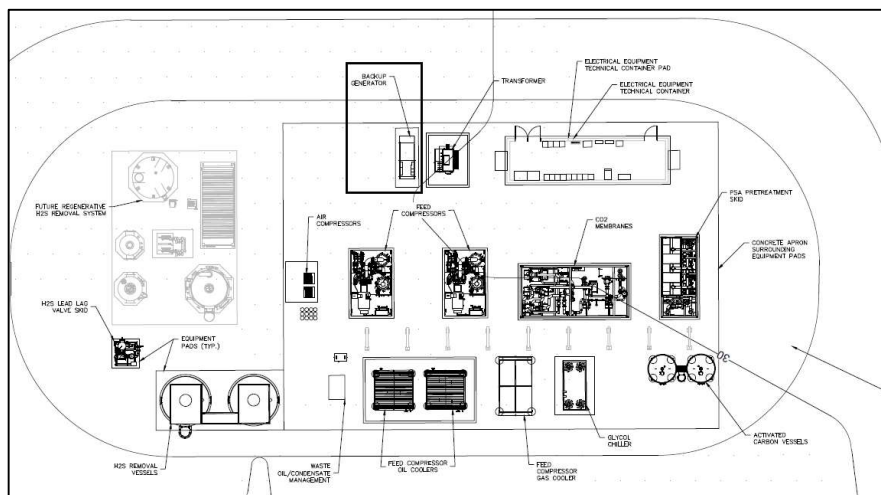 BACKUP
GENERATOR
TRANSFORMER
ELECTRICAL EQUIPMENT
TECHNICAL CONTAINER PAD
ELECTRICAL EQUIPMENT
TECHNICAL CONTAINER
FUTURE REGENERATIVE
H2S REMOVAL SYSTEM
AIR
COMPRESSORS
FEED
COMPRESSORS
CO2
MEMBRANES
PSA PRETREATMENT
SKID
CONCRETE APRON
SURROUNDING
EQUIPMENT PADS
H2S LEAD LAG
VALVE SKID
EQUIPMENT
PADS (TYP.)
30
H2S REMOVAL
VESSELS
WASTE
OIL/CONDENSATE
MANAGEMENT
FEED COMPRESSOR
OIL COOLERS
FEED
COMPRESSOR
GAS COOLER
GLYCOL
CHILLER
ACTIVATED
CARBON VESSELS